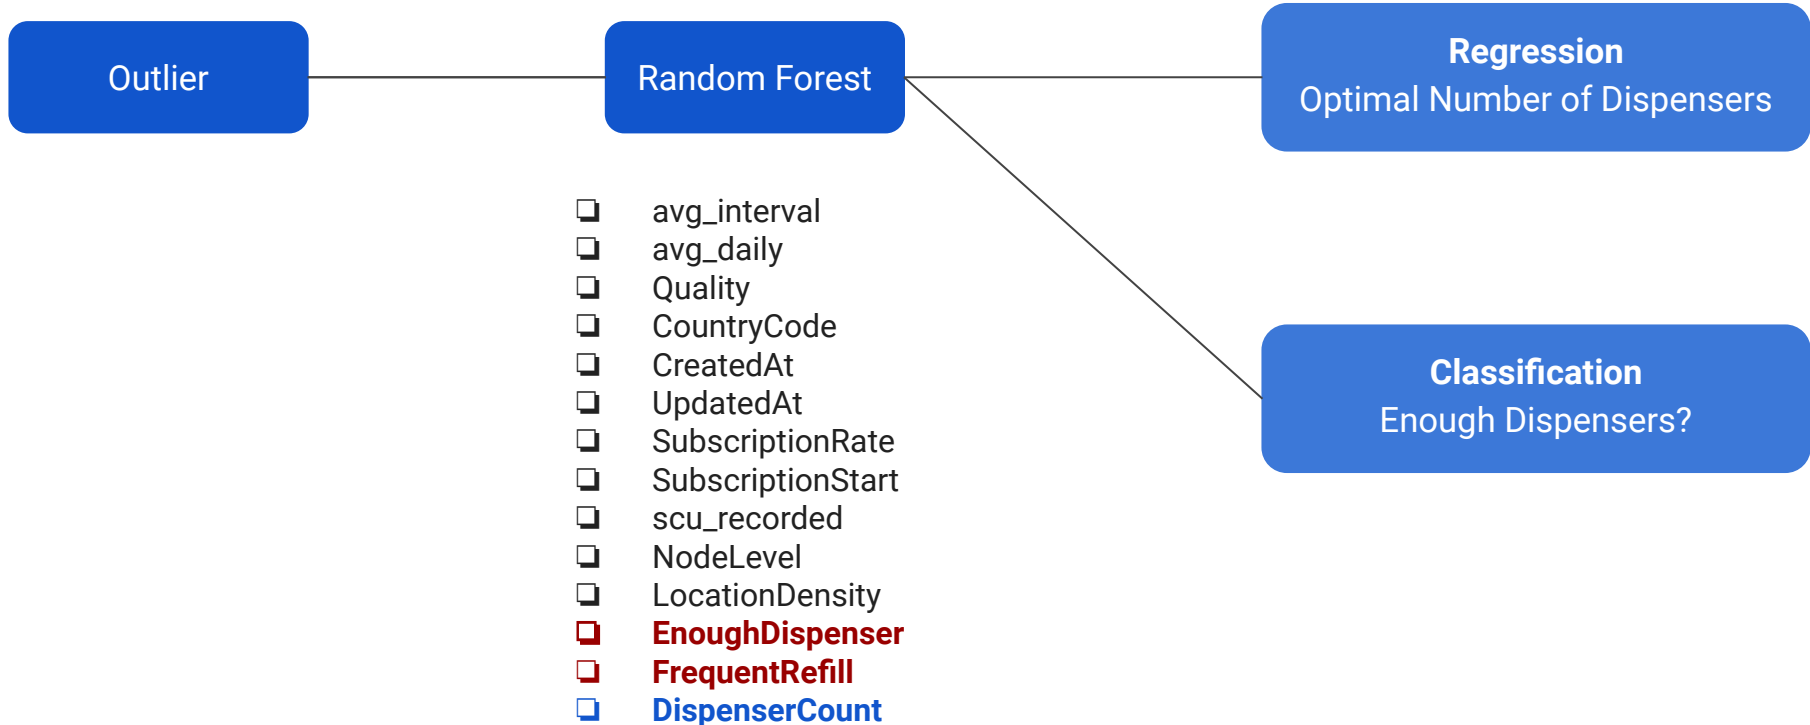 Outlier
Random Forest
Regression
Optimal Number of Dispensers
avg_interval
avg_daily
Quality
CountryCode
CreatedAt
UpdatedAt
SubscriptionRate
SubscriptionStart
scu_recorded
NodeLevel
LocationDensity
EnoughDispenser
FrequentRefill
DispenserCount
Classification
Enough Dispensers?